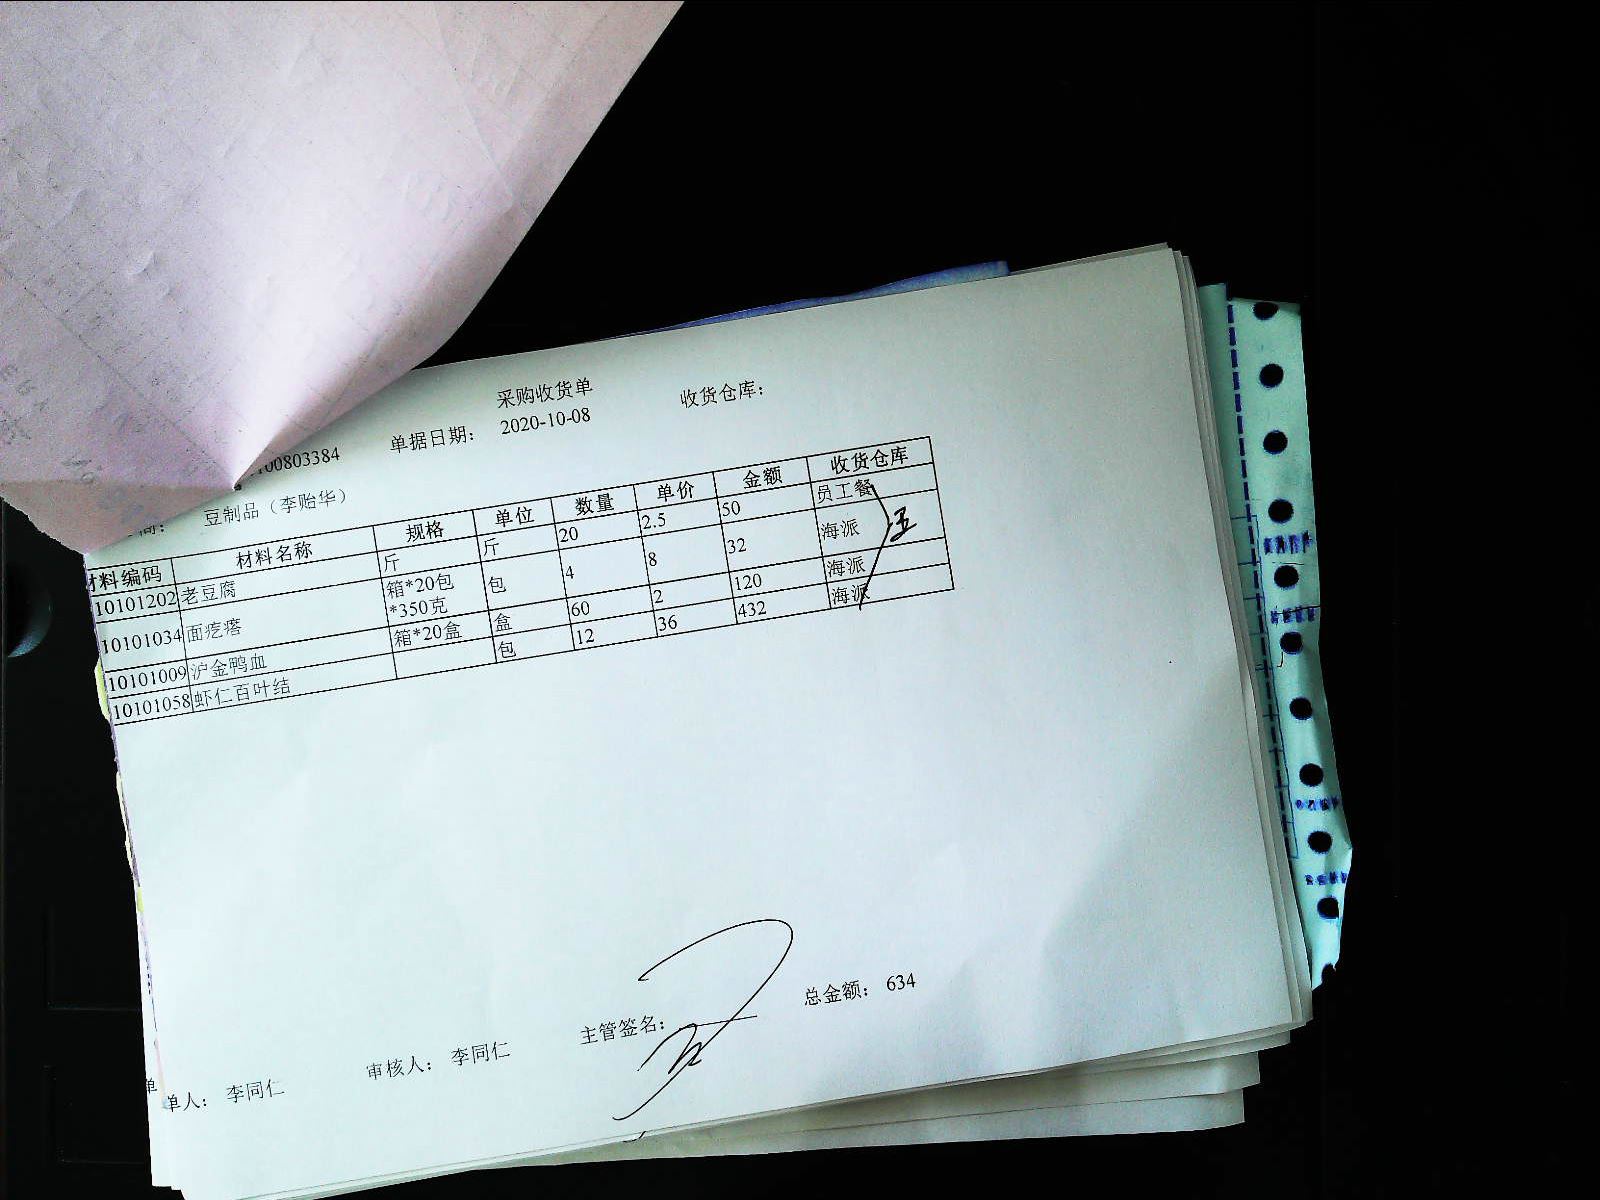 采购收货单
100803384 单据日期： 2020-10-08 收货仓库：
商： 豆制品（李贻华）
材料编码 材料名称 规格 单位 数量 单价 金额 收货仓库
10101202 老豆腐 斤 斤 20 2.5 50 员工餐
10101034 面疙瘩 箱*20包*350克 包 4 8 32 海派
10101009 沪金鸭血 箱*20盒 盒 60 2 120 海派
10101058 虾仁百叶结 包 12 36 432 海派
单
单人： 李同仁 审核人： 李同仁 主管签名： 总金额： 634